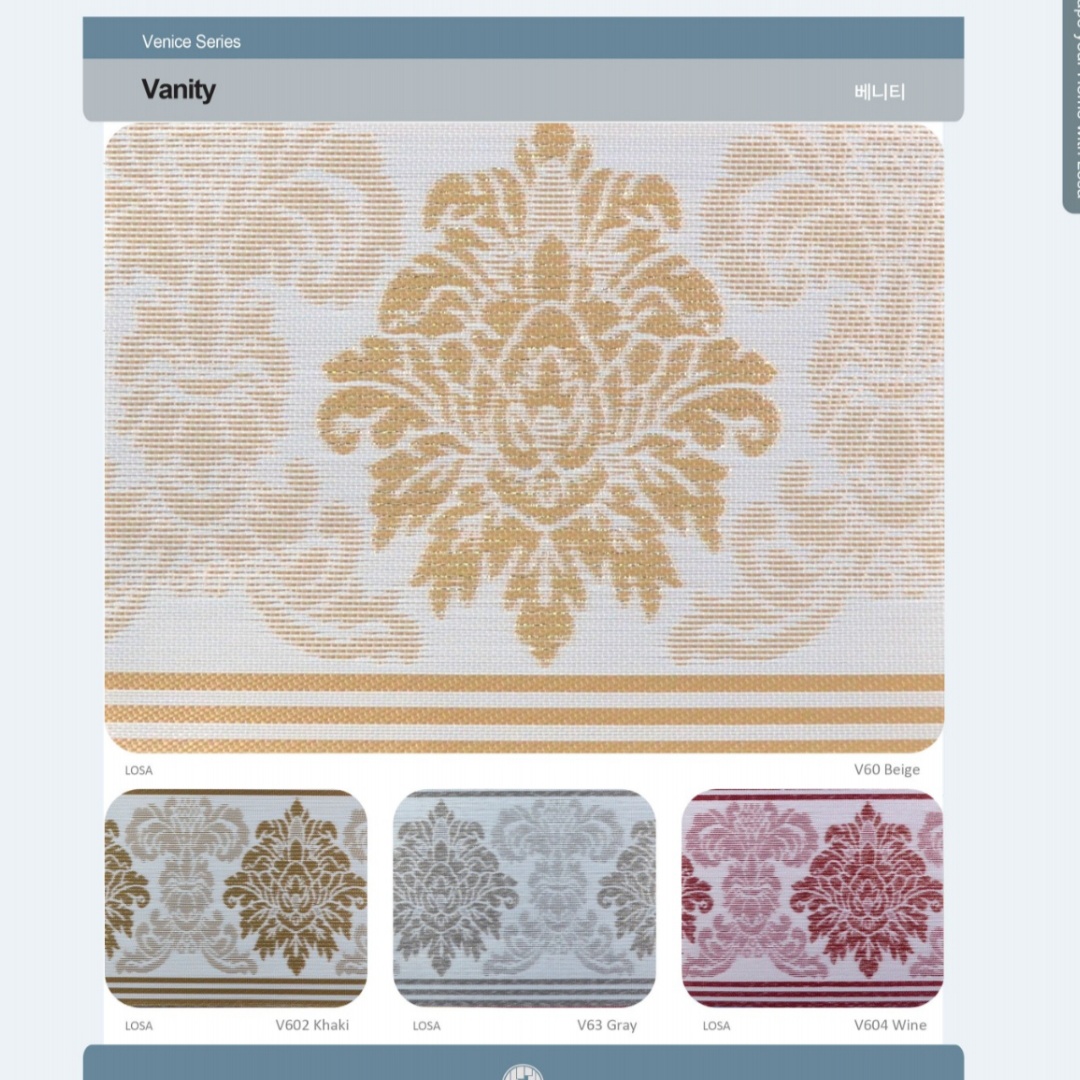 Venice Series
Vanity
베니티
LOSA
V60 Beige
LOSA
V602 Khaki
LOSA
V63 Gray
LOSA
V604 Wine